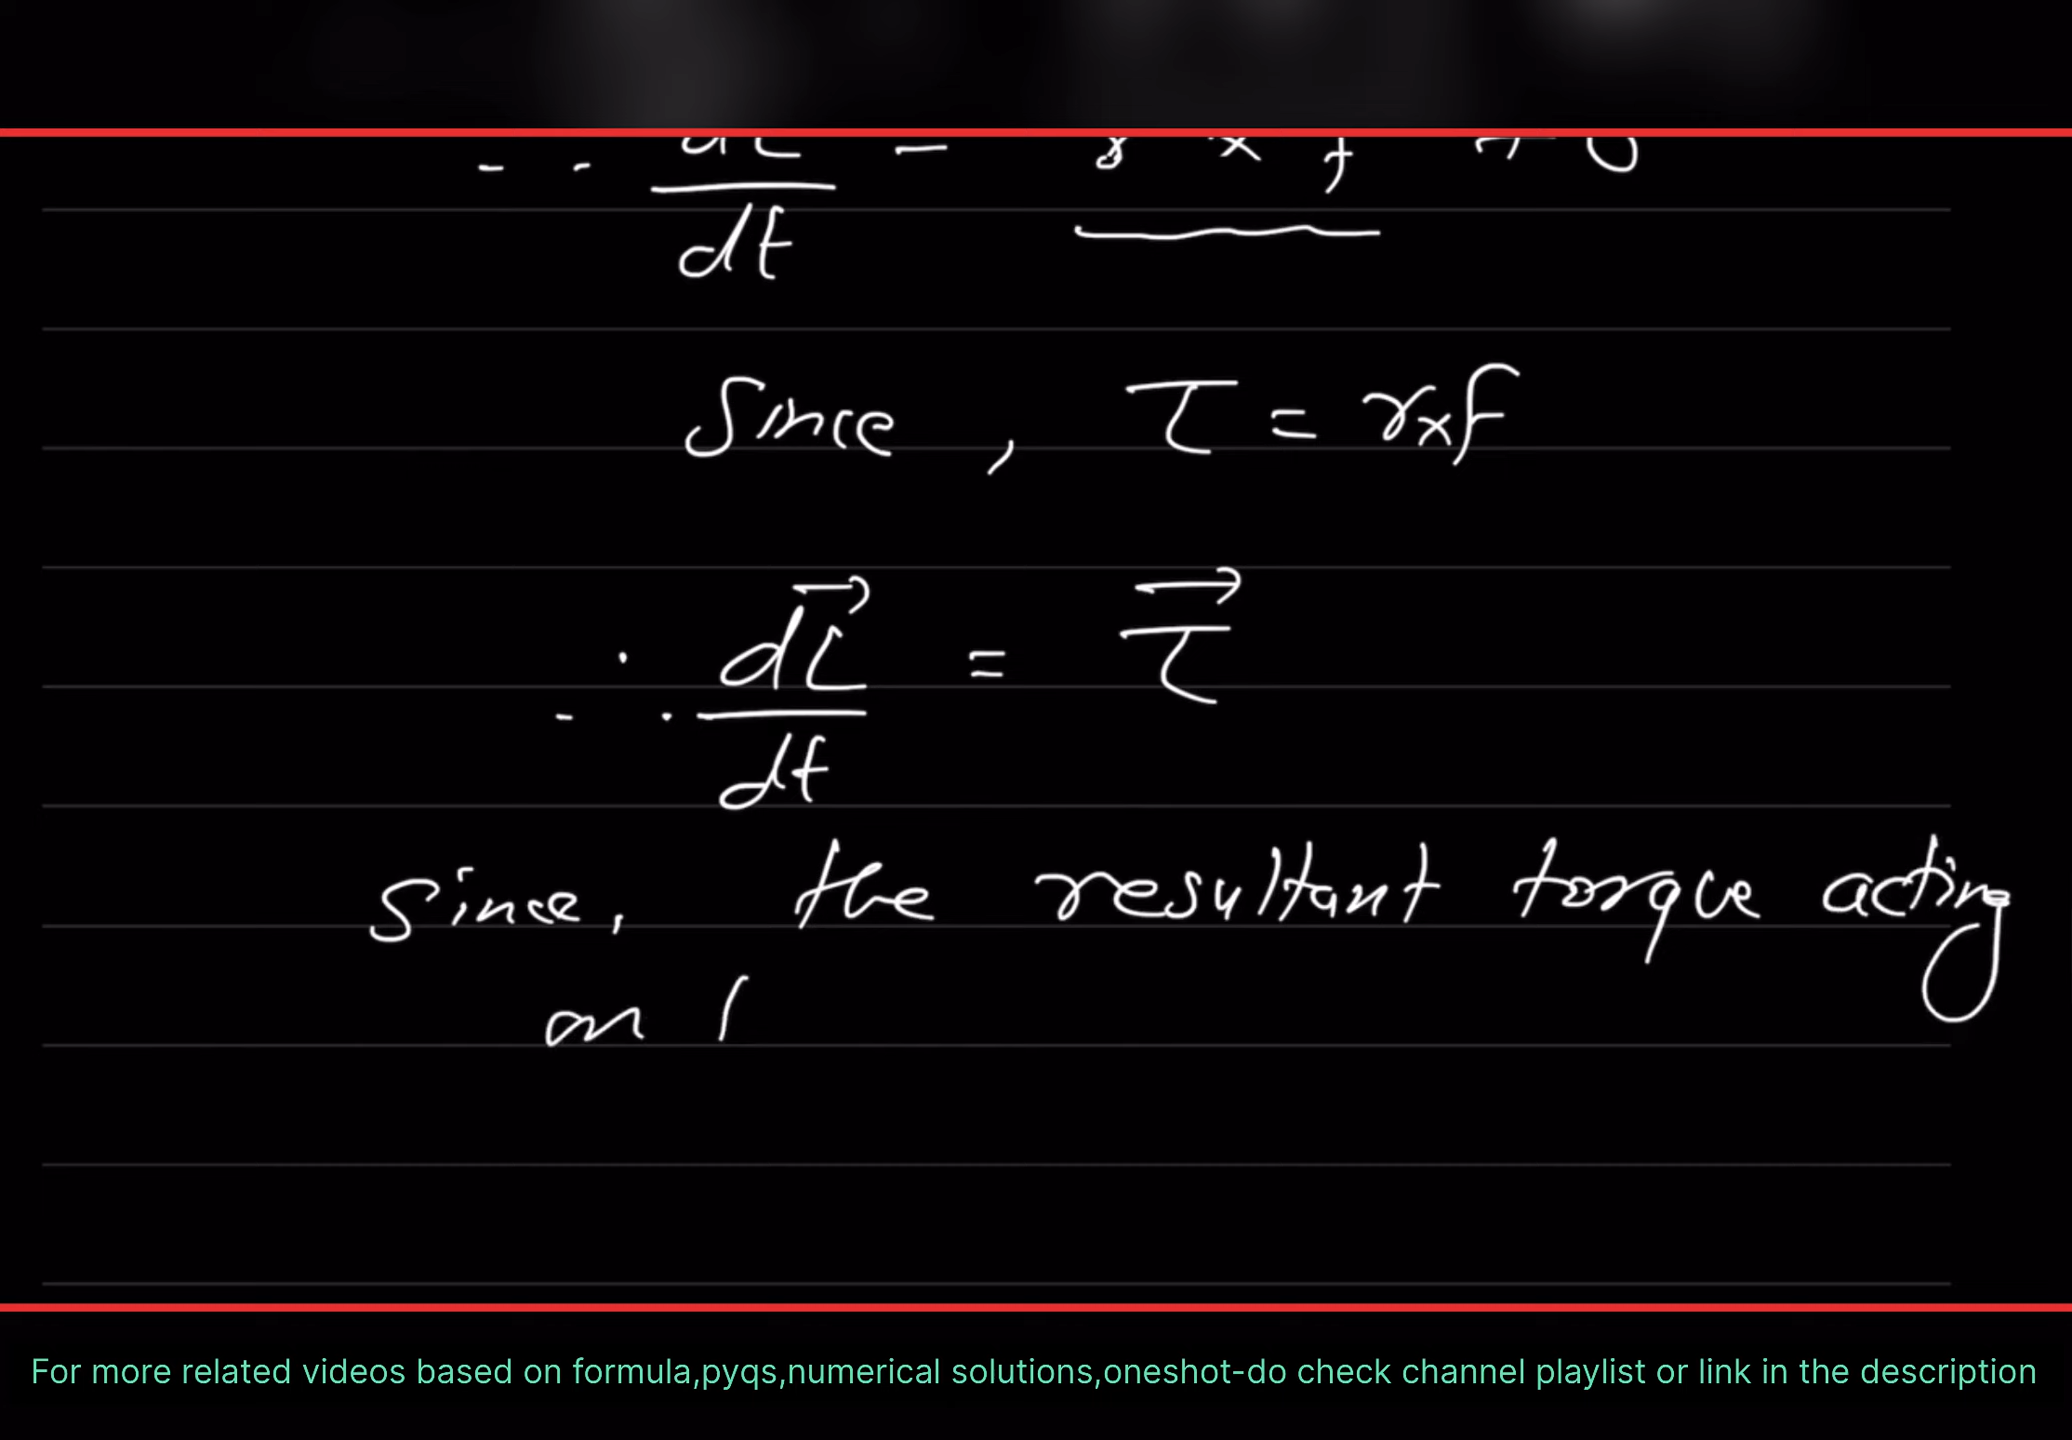 ∴ dL/dt = r × F + 0
Since, τ = r×F
∴ dL⃗/dt = τ⃗
Since, the resultant torque acting
on
For more related videos based on formula,pyqs,numerical solutions,oneshot-do check channel playlist or link in the description